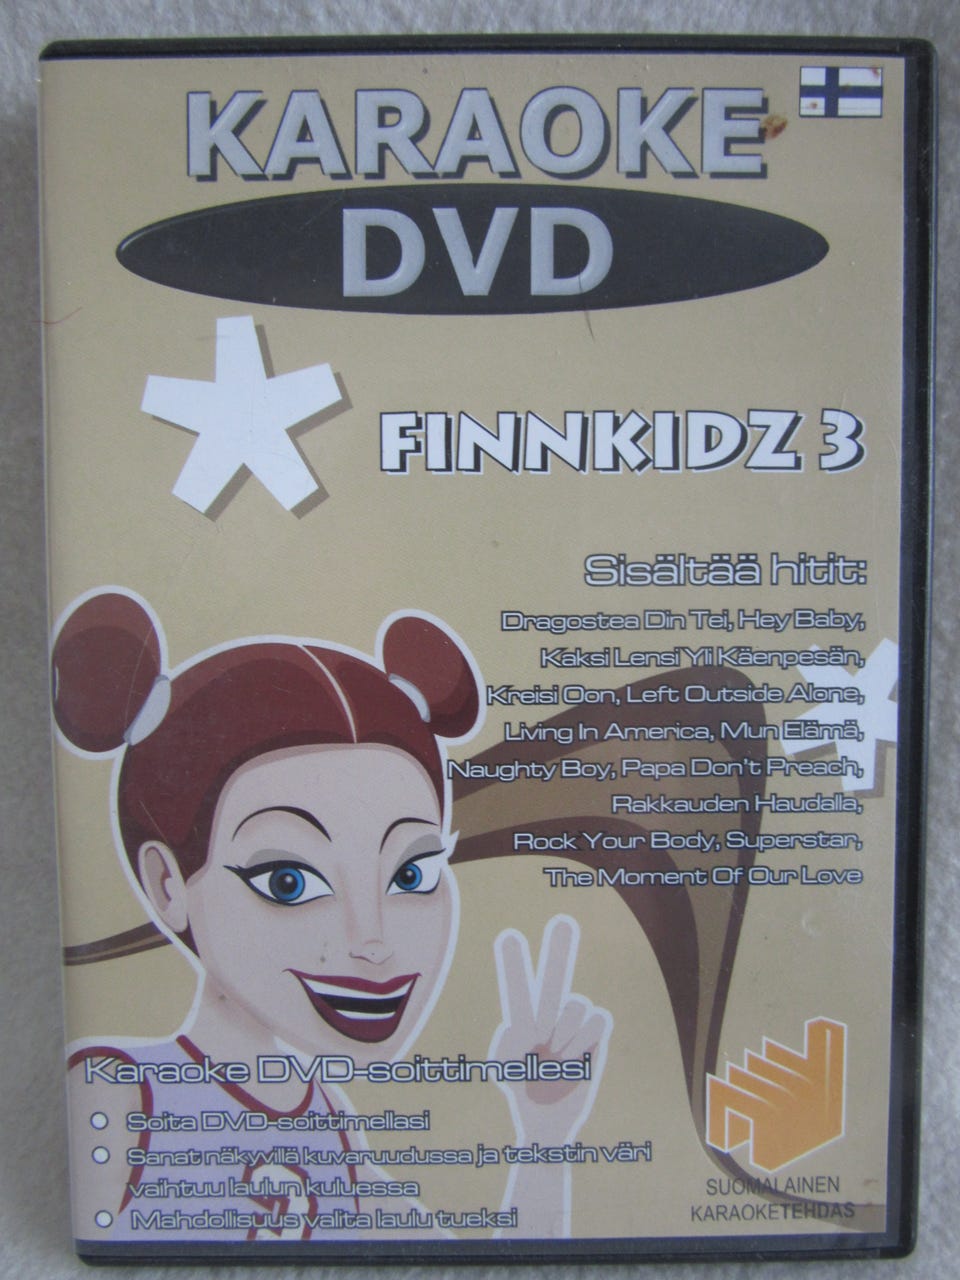 KARAOKE
DVD
FINNKIDZ 3
Sisältää hitit:
Dragostea Din Tei, Hey Baby,
Kaksi Lensi Yli Käenpesän,
Kreisi Oon, Left Outside Alone,
Living In America, Mun Elämä,
Naughty Boy, Papa Don't Preach,
Rakkauden Haudalla,
Rock Your Body, Superstar,
The Moment Of Our Love
Karaoke DVD-soittimellesi
Soita DVD-soittimellasi
Sanat näkyvillä kuvaruudussa ja tekstin väri
vaihtuu laulun kuluessa
Mahdollisuus valita laulu tueksi
3
SUOMALAINEN
KARAOKETEHDAS